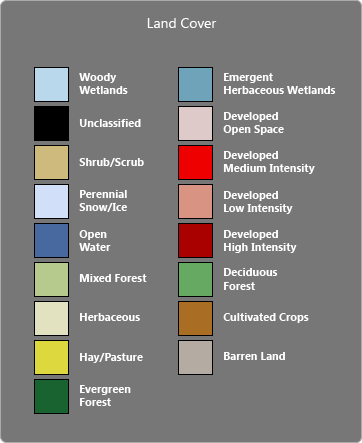 Land Cover
Woody
Wetlands
Unclassified
Shrub/Scrub
Perennial
Snow/Ice
Open
Water
Mixed Forest
Herbaceous
Hay/Pasture
Evergreen
Forest
Emergent
Herbaceous Wetlands
Developed
Open Space
Developed
Medium Intensity
Developed
Low Intensity
Developed
High Intensity
Deciduous
Forest
Cultivated Crops
Barren Land